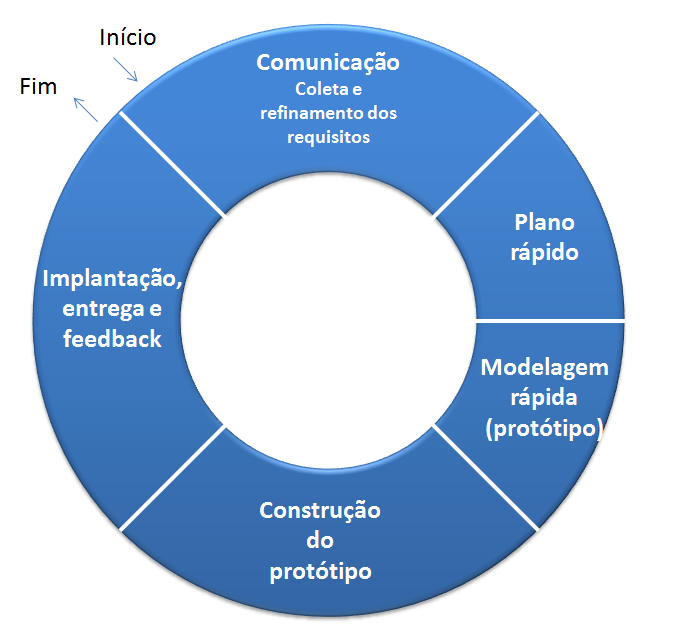 Início
Fim
Comunicação
Coleta e
refinamento dos
requisitos
Plano
rápido
Modelagem
rápida
(protótipo)
Construção
do
protótipo
Implantação,
entrega e
feedback